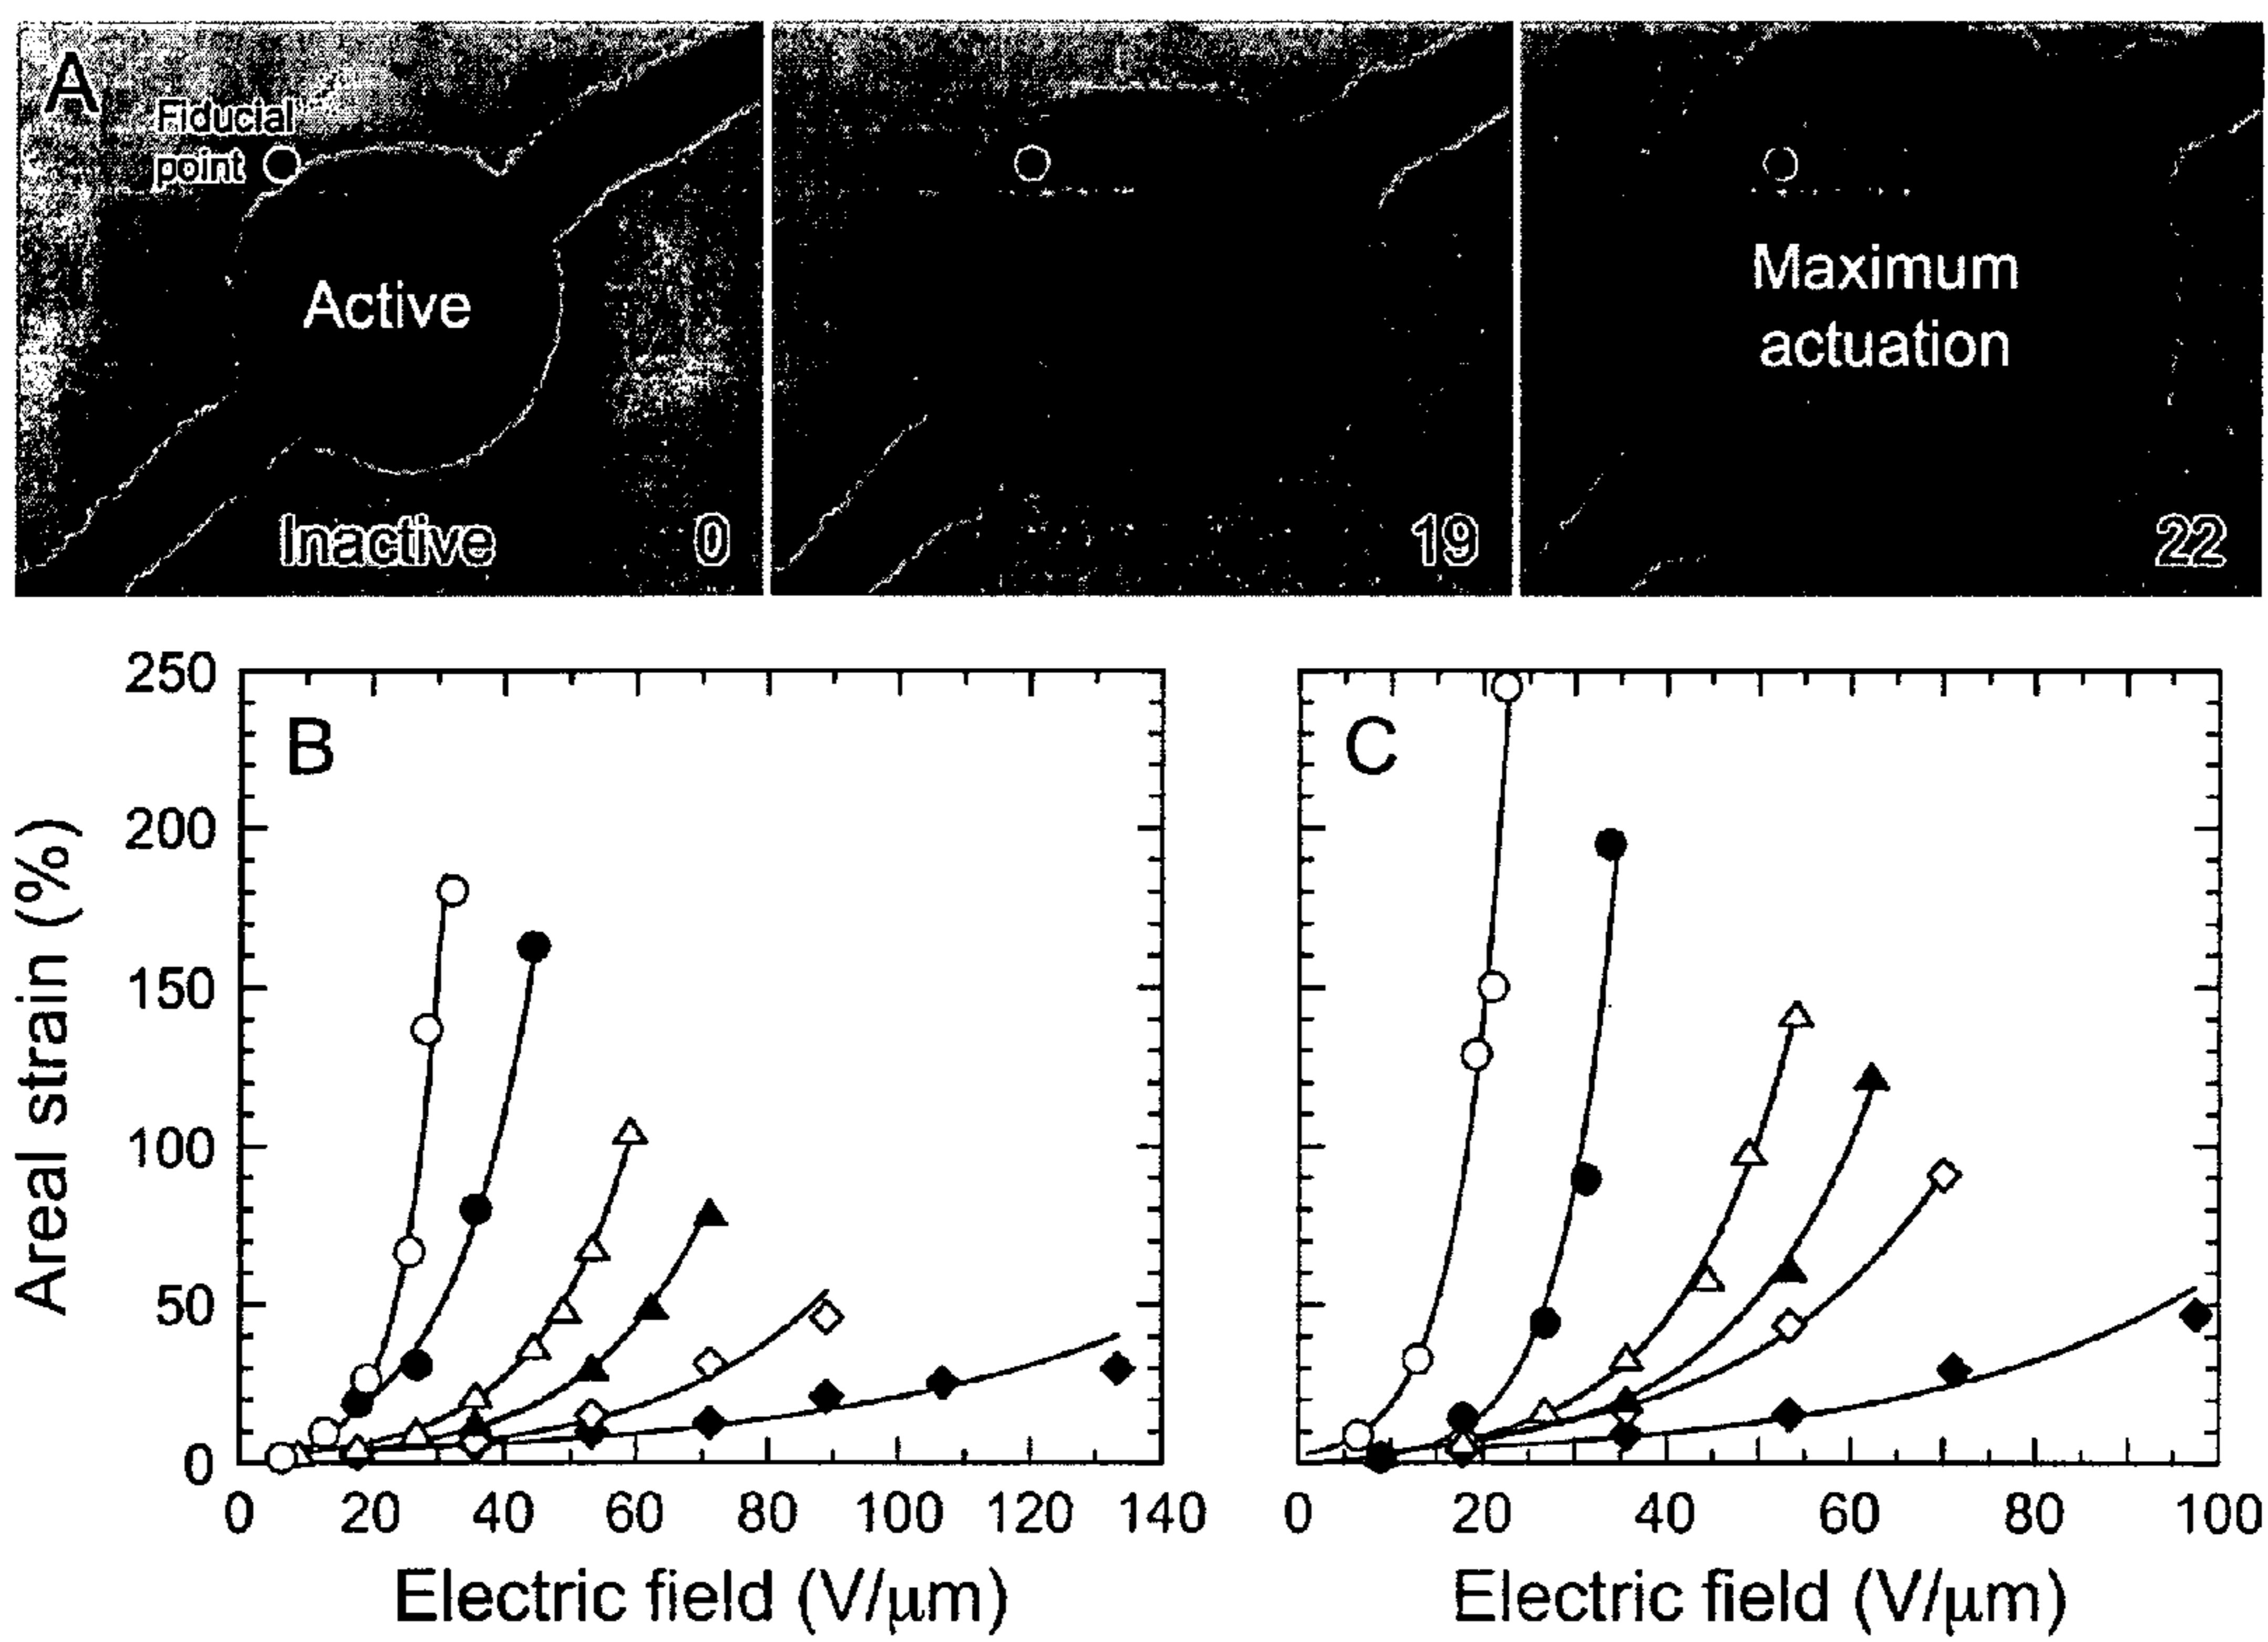 A
Fiducial
point
Active
Inactive
0
19
Maximum
actuation
22
Areal strain (%)
250
200
150
100
50
0
B
0 20 40 60 80 100 120 140
Electric field (V/μm)
C
0 20 40 60 80 100
Electric field (V/μm)